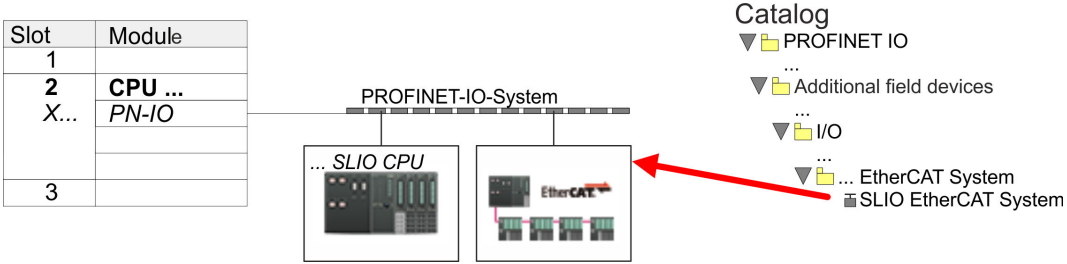 Slot Module
1
2 CPU ...
X... PN-IO
3
PROFINET-IO-System
... SLIO CPU
EtherCAT
Catalog
PROFINET IO
...
Additional field devices
...
I/O
...
... EtherCAT System
SLIO EtherCAT System